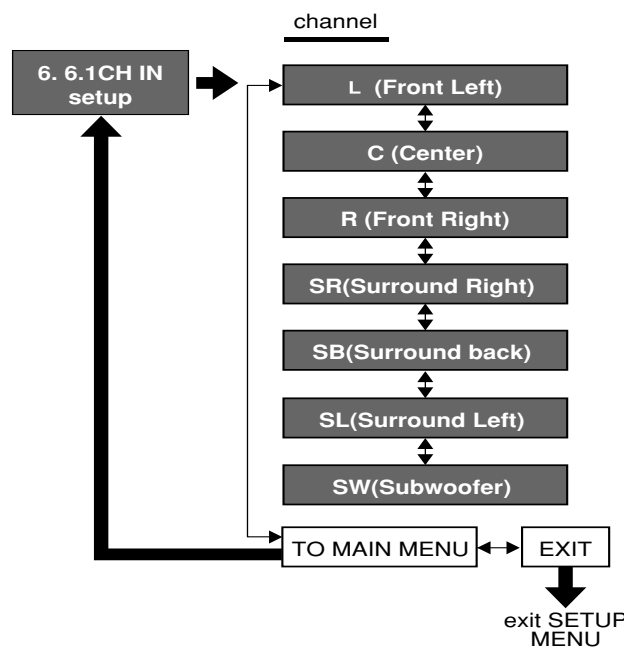 channel
6. 6.1CH IN
setup
L (Front Left)
C (Center)
R (Front Right)
SR(Surround Right)
SB(Surround back)
SL(Surround Left)
SW(Subwoofer)
TO MAIN MENU
EXIT
exit SETUP
MENU